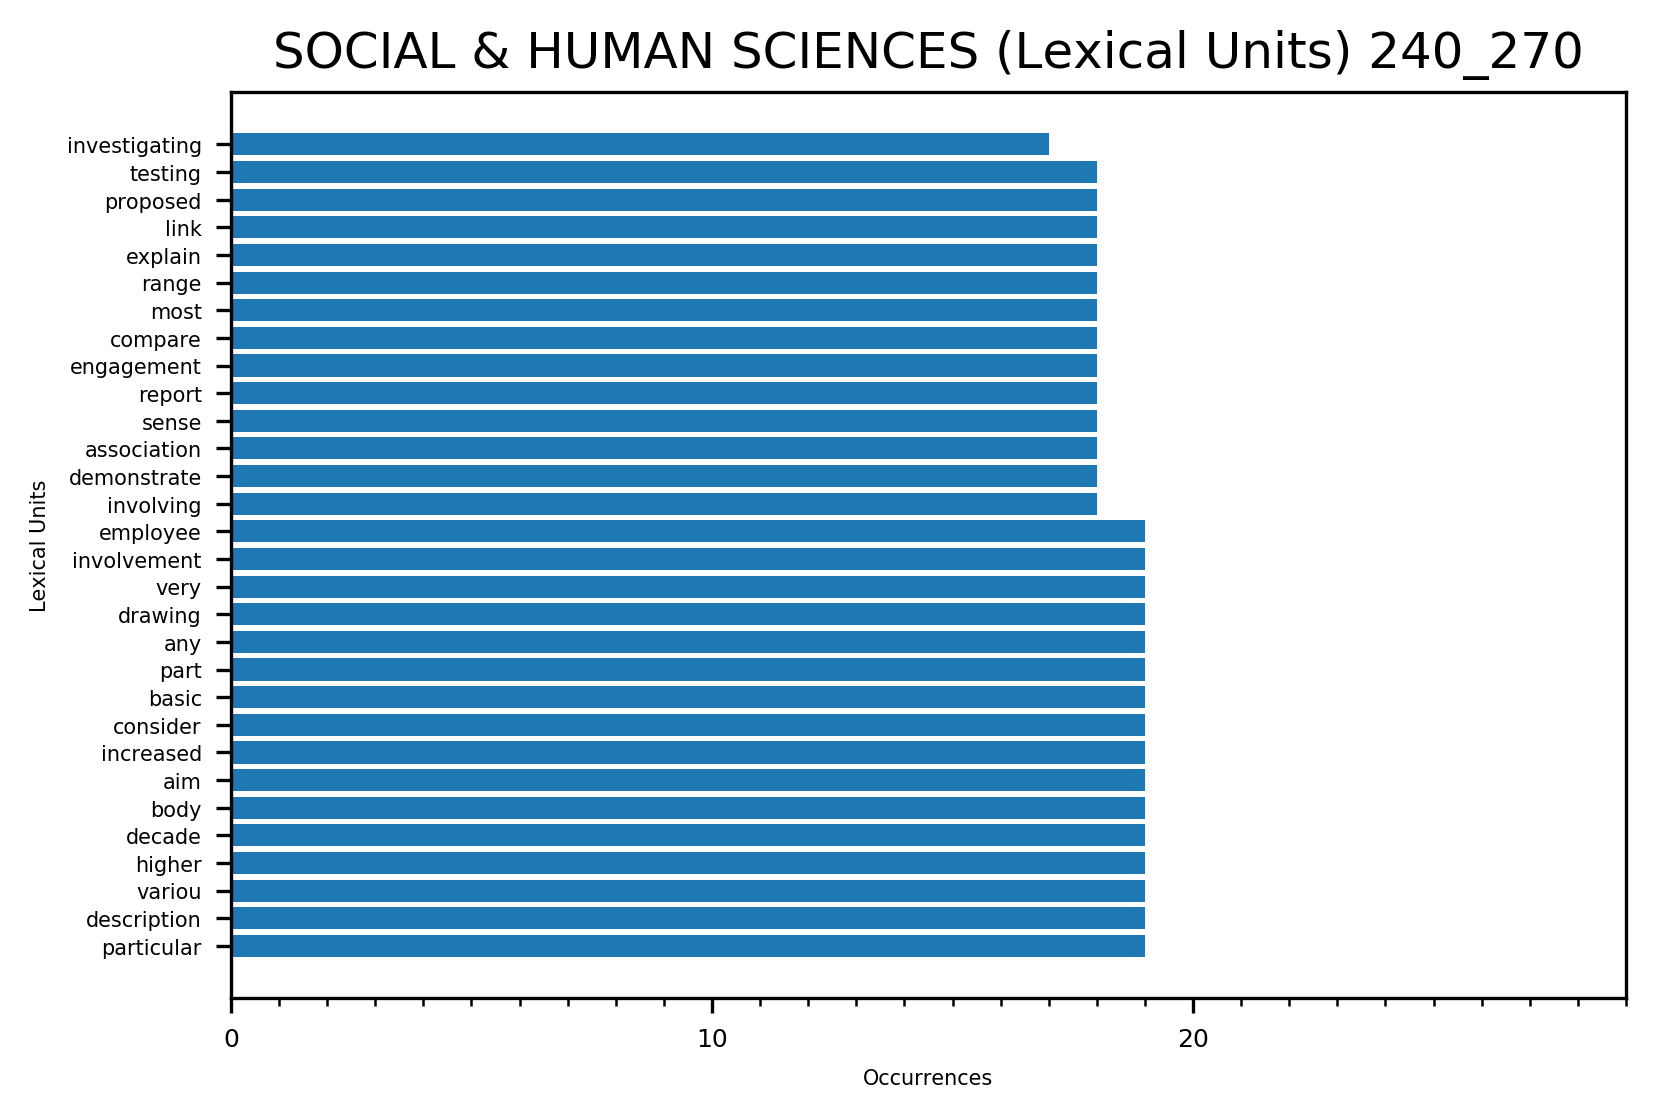 SOCIAL & HUMAN SCIENCES (Lexical Units) 240_270
investigating
testing
proposed
link
explain
range
most
compare
engagement
report
sense
association
demonstrate
involving
employee
involvement
very
drawing
any
part
basic
consider
increased
aim
body
decade
higher
variou
description
particular
Lexical Units
0 10 20
Occurrences